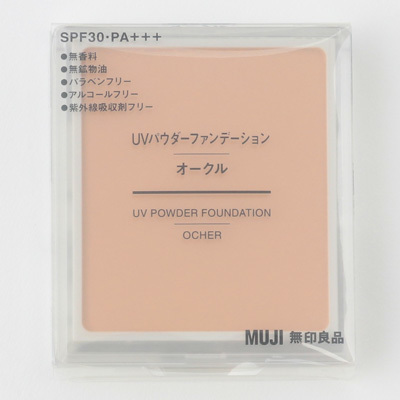 SPF30・PA+++
●無香料
●無鉱物油
●パラベンフリー
●アルコールフリー
●紫外線吸収剤フリー
UVパウダーファンデーション
オークル
UV POWDER FOUNDATION
OCHER
MUJI 無印良品